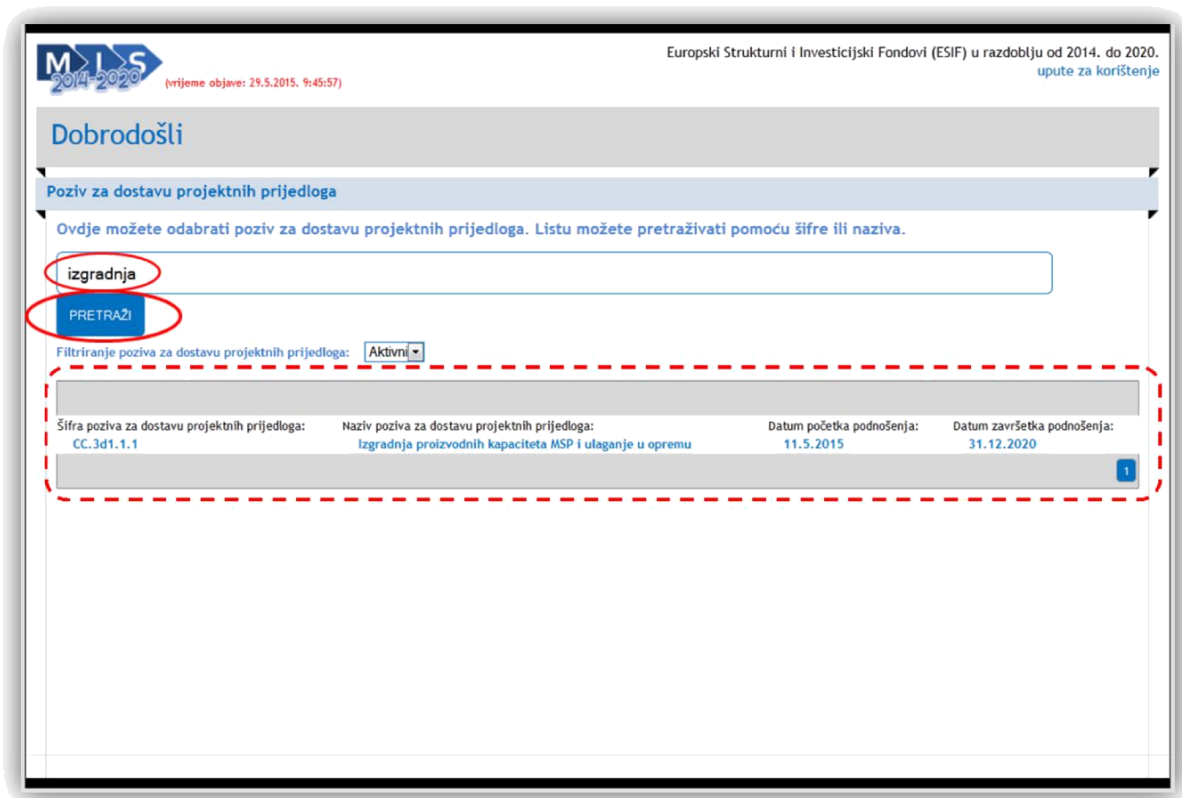 MIS
2014-2020
(vrijeme objave: 29.5.2015. 9:45:57)
Europski Strukturni i Investicijski Fondovi (ESIF) u razdoblju od 2014. do 2020.
upute za korištenje
Dobrodošli
Poziv za dostavu projektnih prijedloga
Ovdje možete odabrati poziv za dostavu projektnih prijedloga. Listu možete pretraživati pomoću šifre ili naziva.
izgradnja
PRETRAŽI
Filtriranje poziva za dostavu projektnih prijedloga: Aktivni
Šifra poziva za dostavu projektnih prijedloga: Naziv poziva za dostavu projektnih prijedloga: Datum početka podnošenja: Datum završetka podnošenja:
CC.3d1.1.1 Izgradnja proizvodnih kapaciteta MSP i ulaganje u opremu 11.5.2015 31.12.2020
1